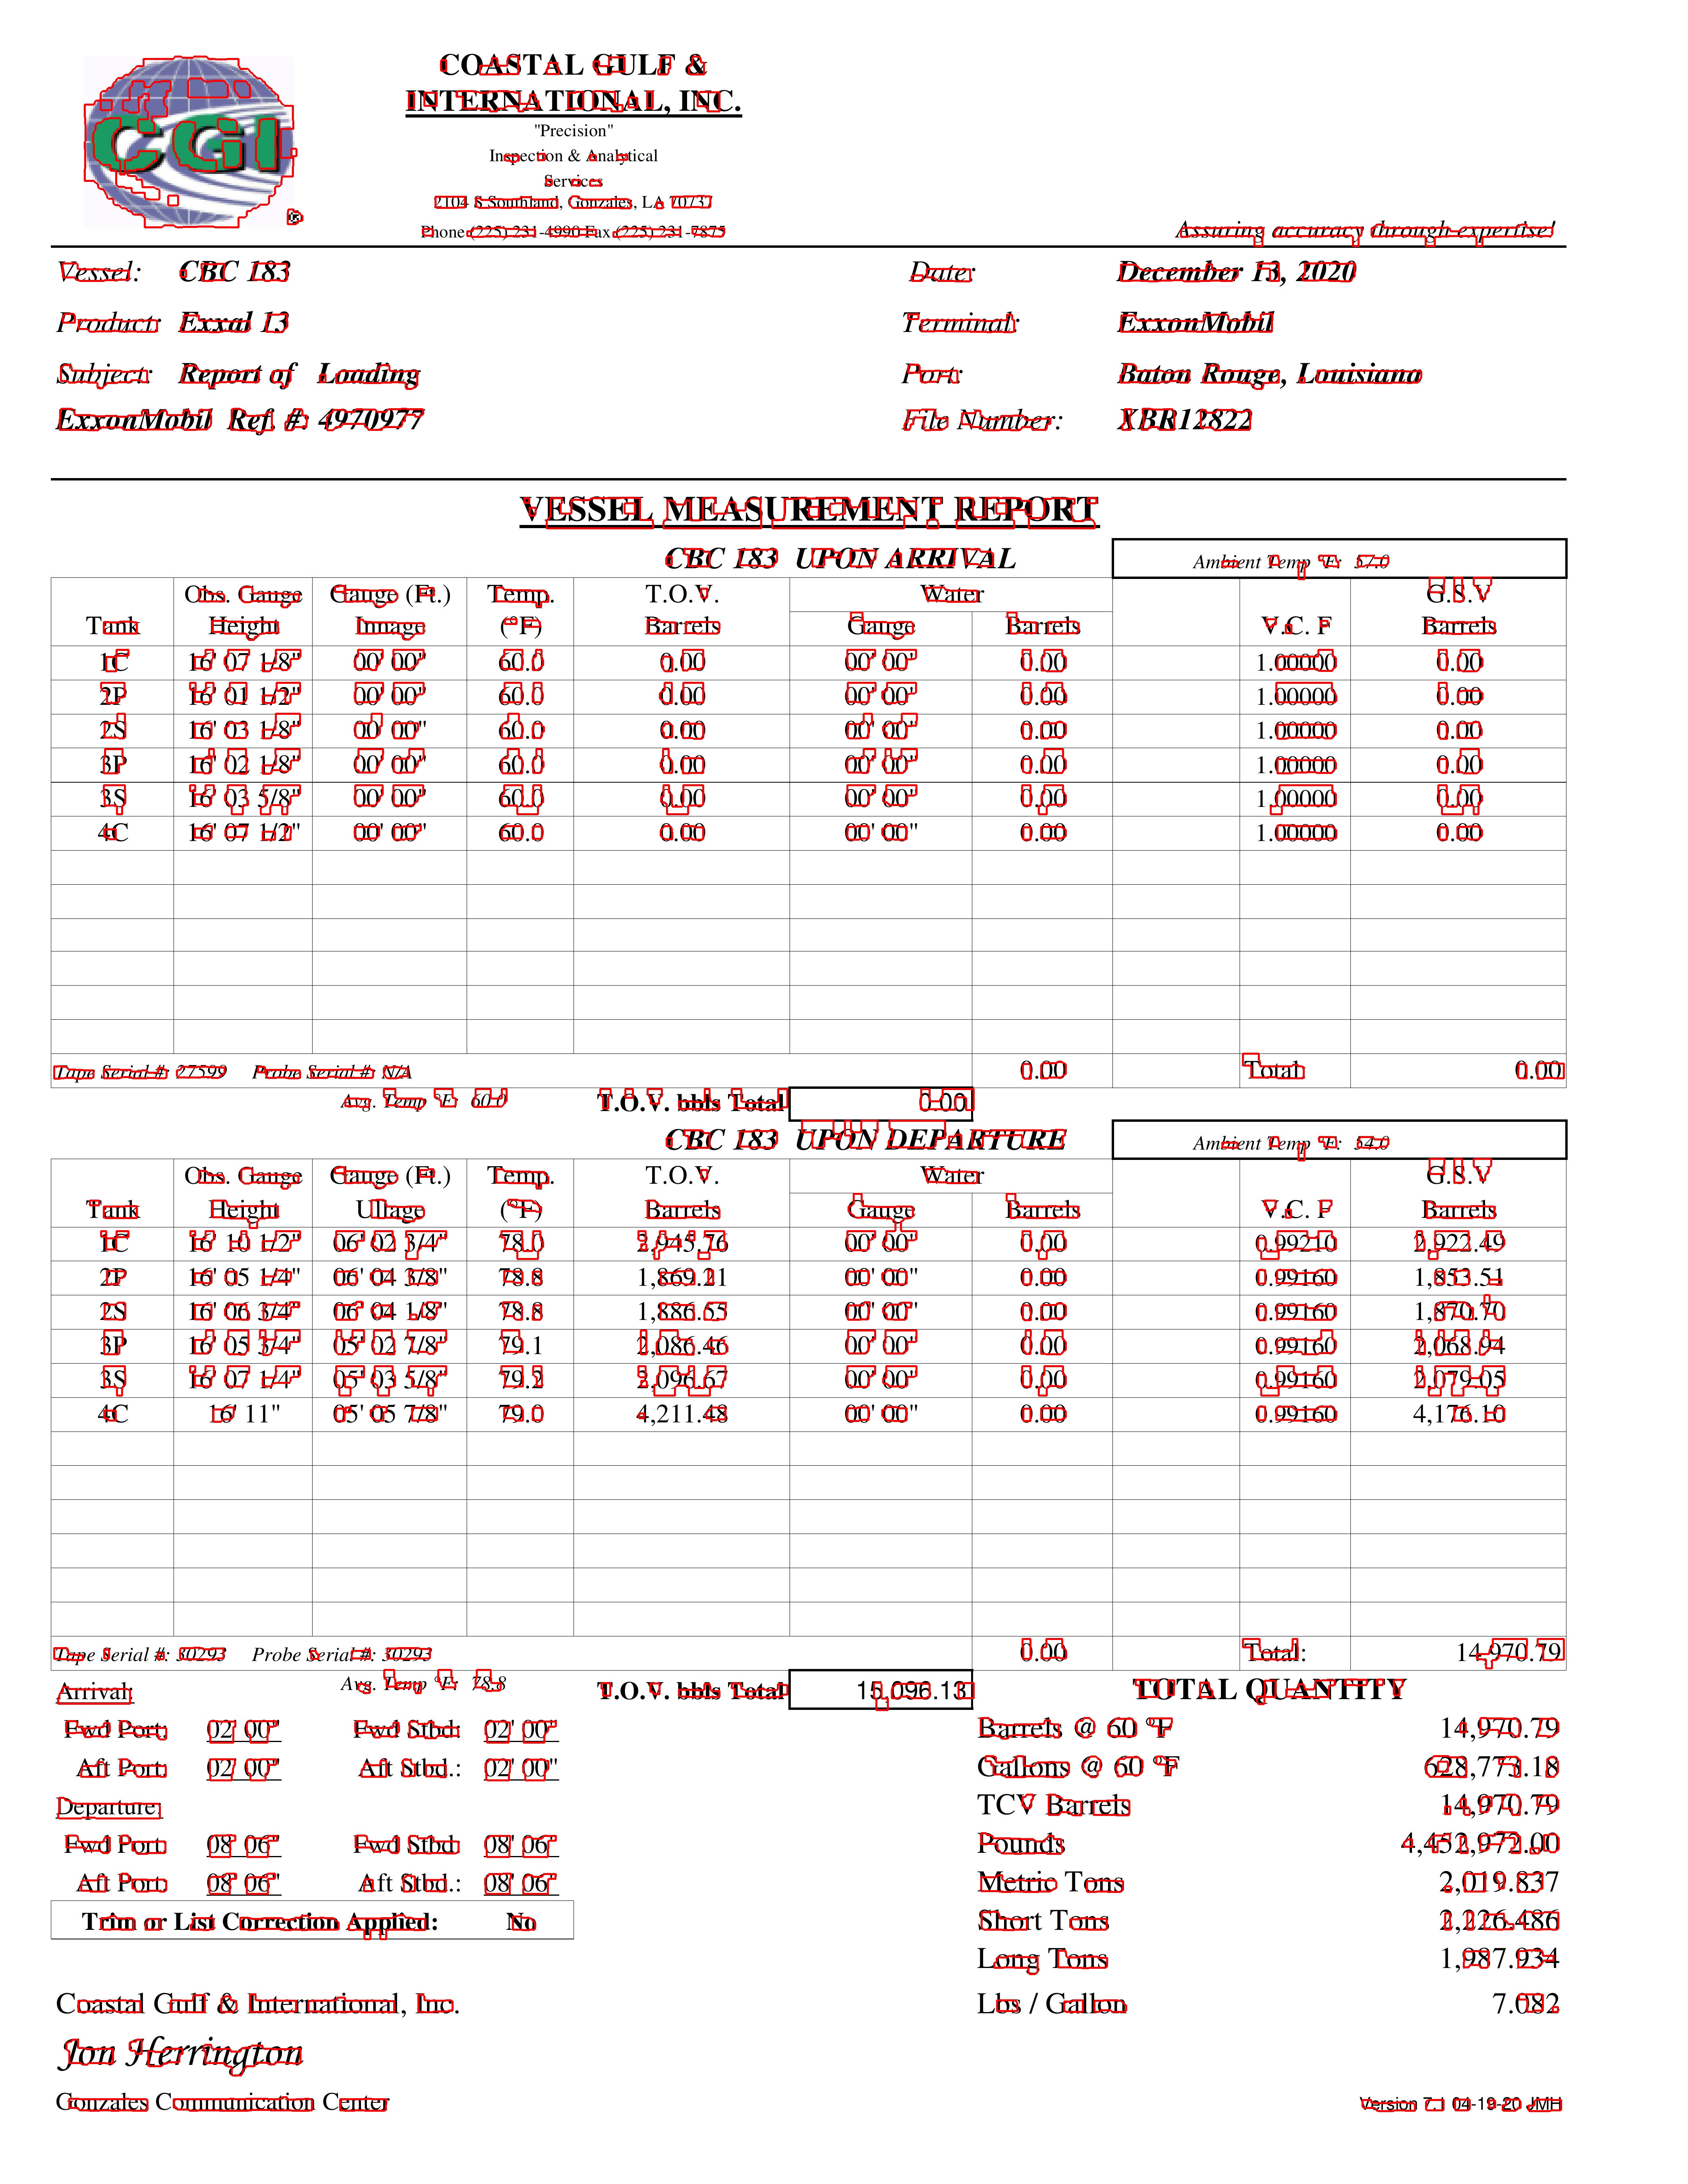 CGI
®
COASTAL GULF &
INTERNATIONAL, INC.
"Precision"
Inspection & Analytical
Services
2104 S Southland, Gonzales, LA 70737
Phone (225) 231-4990 Fax (225) 231-7875
Assuring accuracy through expertise!
Vessel: CBC 183 Date: December 13, 2020
Product: Exxal 13 Terminal: ExxonMobil
Subject: Report of Loading Port: Baton Rouge, Louisiana
ExxonMobil Ref. #: 4970977 File Number: XBR12822
VESSEL MEASUREMENT REPORT
CBC 183 UPON ARRIVAL Ambient Temp °F: 57.0
Obs. Gauge Gauge (Ft.) Temp. T.O.V. Water G.S.V
Tank Height Innage (°F) Barrels Gauge Barrels V.C. F Barrels
1C 16' 07 1/8" 00' 00" 60.0 0.00 00' 00" 0.00 1.00000 0.00
2P 16' 01 1/2" 00' 00" 60.0 0.00 00' 00" 0.00 1.00000 0.00
2S 16' 03 1/8" 00' 00" 60.0 0.00 00' 00" 0.00 1.00000 0.00
3P 16' 02 1/8" 00' 00" 60.0 0.00 00' 00" 0.00 1.00000 0.00
3S 16' 03 5/8" 00' 00" 60.0 0.00 00' 00" 0.00 1.00000 0.00
4C 16' 07 1/2" 00' 00" 60.0 0.00 00' 00" 0.00 1.00000 0.00
Tape Serial #: 27599 Probe Serial #: N/A 0.00 Total: 0.00
Avg. Temp °F: 60.0 T.O.V. bbls Total 0.00
CBC 183 UPON DEPARTURE Ambient Temp °F: 54.0
Obs. Gauge Gauge (Ft.) Temp. T.O.V. Water G.S.V
Tank Height Ullage (°F) Barrels Gauge Barrels V.C. F Barrels
1C 16' 10 1/2" 06' 02 3/4" 78.0 2,945.76 00' 00" 0.00 0.99210 2,922.49
2P 16' 05 1/4" 06' 04 3/8" 78.8 1,869.21 00' 00" 0.00 0.99160 1,853.51
2S 16' 06 3/4" 06' 04 1/8" 78.8 1,886.55 00' 00" 0.00 0.99160 1,870.70
3P 16' 05 3/4" 05' 02 7/8" 79.1 2,086.46 00' 00" 0.00 0.99160 2,068.94
3S 16' 07 1/4" 05' 03 5/8" 79.2 2,096.67 00' 00" 0.00 0.99160 2,079.05
4C 16' 11" 05' 05 7/8" 79.0 4,211.48 00' 00" 0.00 0.99160 4,176.10
Tape Serial #: 30293 Probe Serial #: 30293 0.00 Total: 14,970.79
Avg. Temp °F: 78.8 T.O.V. bbls Total 15,096.13 TOTAL QUANTITY
Arrival:
Fwd Port: 02' 00" Fwd Stbd: 02' 00" Barrels @ 60 °F 14,970.79
Aft Port: 02' 00" Aft Stbd.: 02' 00" Gallons @ 60 °F 628,773.18
Departure: TCV Barrels 14,970.79
Fwd Port: 08' 06" Fwd Stbd: 08' 06" Pounds 4,452,972.00
Aft Port: 08' 06" Aft Stbd.: 08' 06" Metric Tons 2,019.837
Trim or List Correction Applied: No Short Tons 2,226.486
Long Tons 1,987.934
Coastal Gulf & International, Inc. Lbs / Gallon 7.082
Jon Herrington
Gonzales Communication Center Version 7.1 04-19-20 JMH